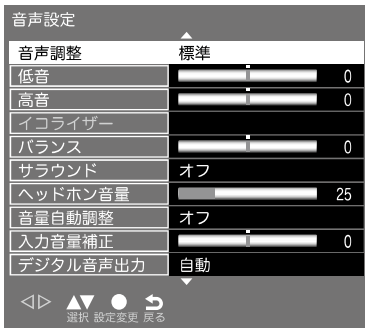 音声設定
音声調整 標準
低音 0
高音 0
イコライザー
バランス 0
サラウンド オフ
ヘッドホン音量 25
音量自動調整 オフ
入力音量補正 0
デジタル音声出力 自動
選択 設定変更 戻る